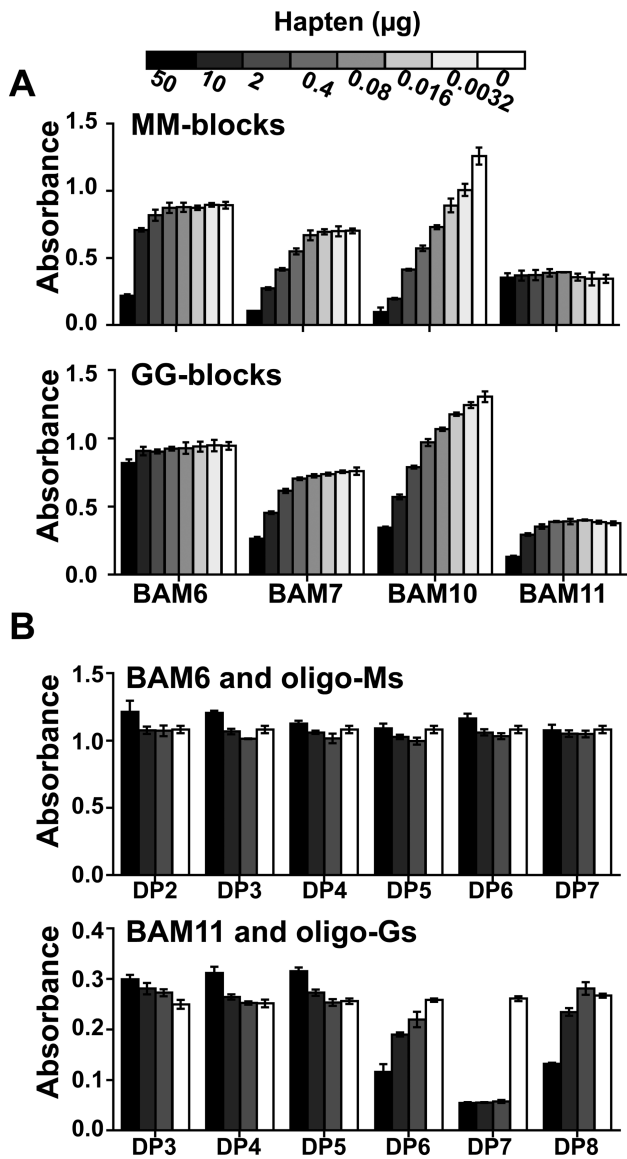 Hapten (µg)
50 10 2 0.4 0.08 0.016 0.0032 0
A
MM-blocks
Absorbance
1.5
1.0
0.5
0.0
GG-blocks
Absorbance
1.5
1.0
0.5
0.0
BAM6 BAM7 BAM10 BAM11
B
BAM6 and oligo-Ms
Absorbance
1.5
1.0
0.5
0.0
DP2 DP3 DP4 DP5 DP6 DP7
BAM11 and oligo-Gs
Absorbance
0.4
0.3
0.2
0.1
0.0
DP3 DP4 DP5 DP6 DP7 DP8